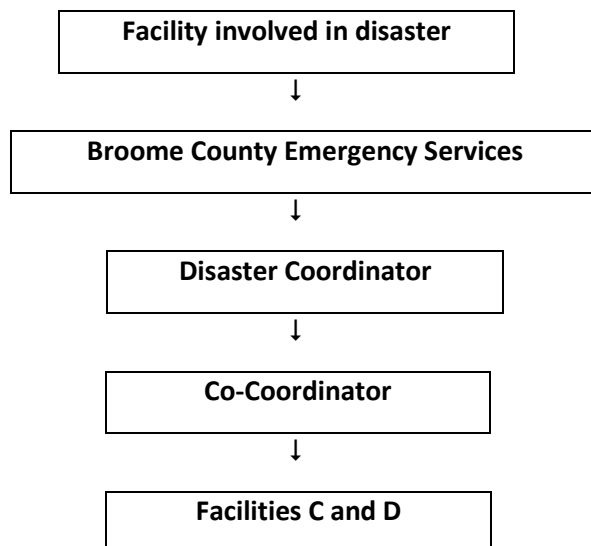 Facility involved in disaster
↓
Broome County Emergency Services
↓
Disaster Coordinator
↓
Co-Coordinator
↓
Facilities C and D